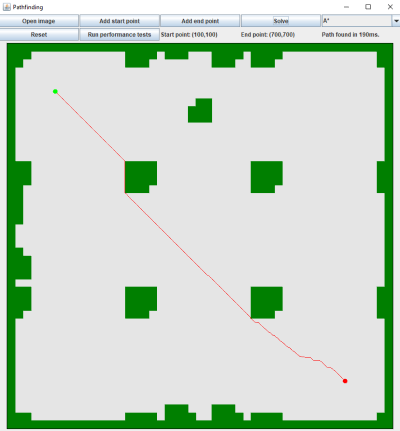 Pathfinding
Open image Add start point Add end point Solve A*
Reset Run performance tests Start point: (100,100) End point: (700,700) Path found in 190ms.